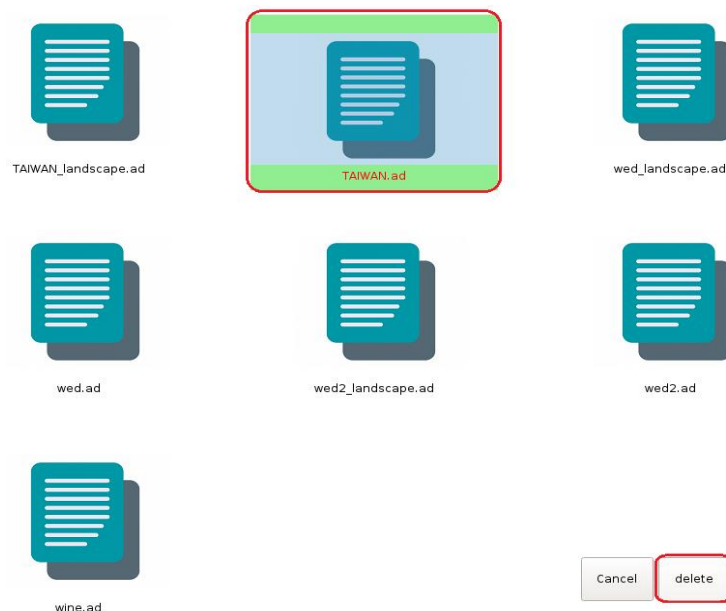 TAIWAN_landscape.ad
TAIWAN.ad
wed_landscape.ad
wed.ad
wed2_landscape.ad
wed2.ad
wine.ad
Cancel
delete